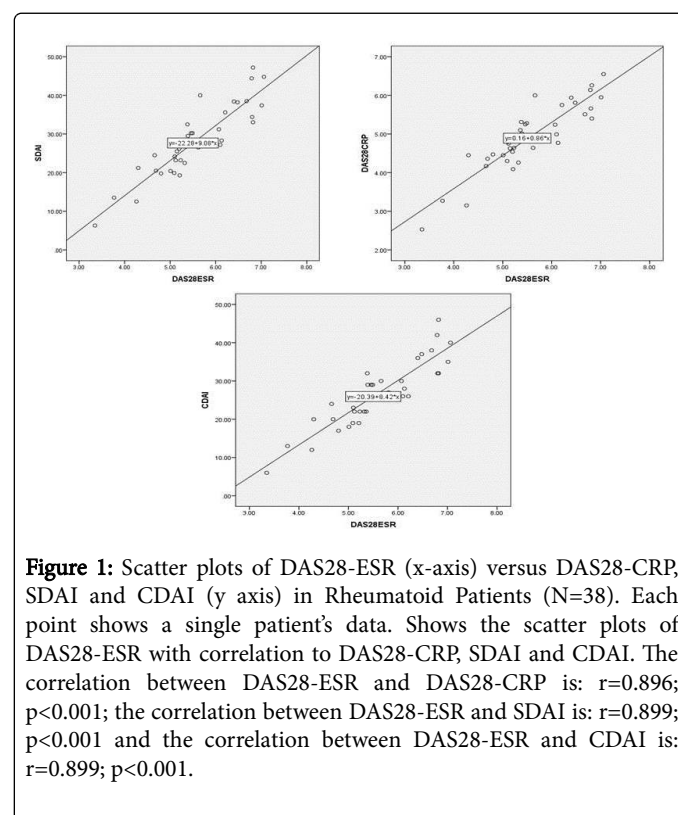 50.00
40.00
30.00
20.00
10.00
.00
SDAI
y=-22.28+9.08*x
3.00 4.00 5.00 6.00 7.00 8.00
DAS28ESR
7.00
6.00
5.00
4.00
3.00
2.00
DAS28CRP
y=0.16+0.86*x
3.00 4.00 5.00 6.00 7.00 8.00
DAS28ESR
50.00
40.00
30.00
20.00
10.00
.00
CDAI
y=-20.39+8.42*x
3.00 4.00 5.00 6.00 7.00 8.00
DAS28ESR
Figure 1: Scatter plots of DAS28-ESR (x-axis) versus DAS28-CRP,
SDAI and CDAI (y axis) in Rheumatoid Patients (N=38). Each
point shows a single patient's data. Shows the scatter plots of
DAS28-ESR with correlation to DAS28-CRP, SDAI and CDAI. The
correlation between DAS28-ESR and DAS28-CRP is: r=0.896;
p<0.001; the correlation between DAS28-ESR and SDAI is: r=0.899;
p<0.001 and the correlation between DAS28-ESR and CDAI is:
r=0.899; p<0.001.